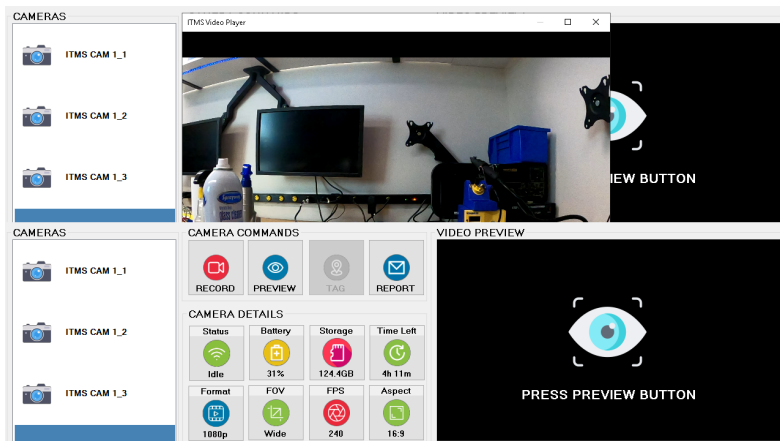 CAMERAS
ITMS Video Player
ITMS CAM 1_1
ITMS CAM 1_2
ITMS CAM 1_3
IEW BUTTON
CAMERAS
CAMERA COMMANDS
VIDEO PREVIEW
ITMS CAM 1_1
ITMS CAM 1_2
ITMS CAM 1_3
RECORD
PREVIEW
TAG
REPORT
CAMERA DETAILS
Status
Battery
Storage
Time Left
Idle
31%
124.4GB
4h 11m
Format
FOV
FPS
Aspect
1080p
Wide
240
16:9
PRESS PREVIEW BUTTON